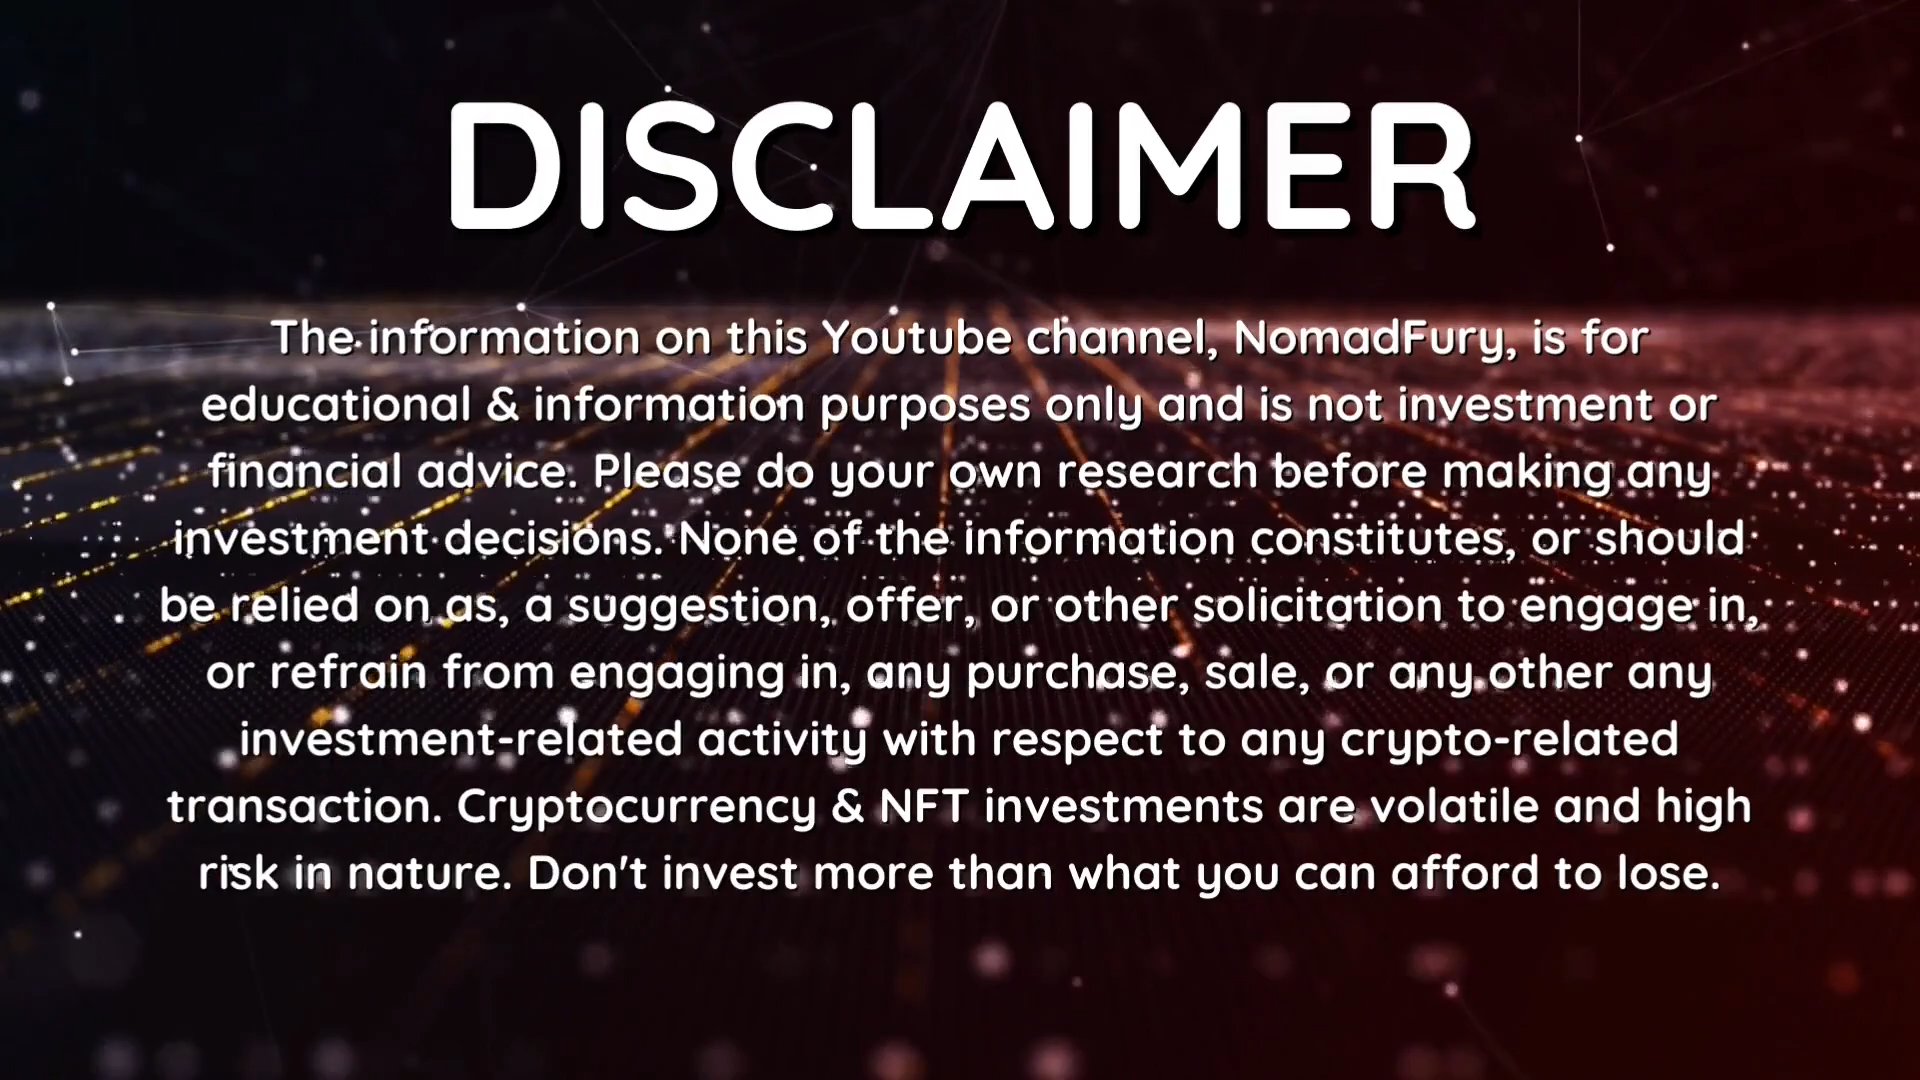 DISCLAIMER
The information on this Youtube channel, NomadFury, is for
educational & information purposes only and is not investment or
financial advice. Please do your own research before making any
investment decisions. None of the information constitutes, or should
be relied on as, a suggestion, offer, or other solicitation to engage in,
or refrain from engaging in, any purchase, sale, or any other any
investment-related activity with respect to any crypto-related
transaction. Cryptocurrency & NFT investments are volatile and high
risk in nature. Don't invest more than what you can afford to lose.